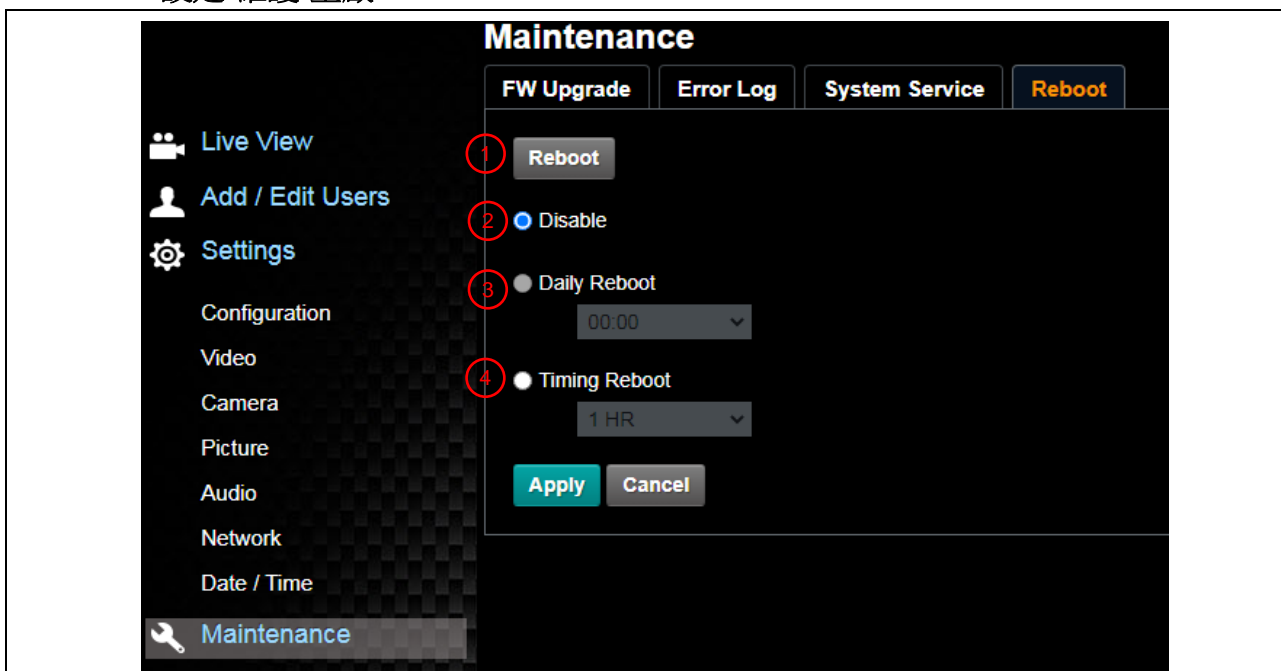 Maintenance
FW Upgrade
Error Log
System Service
Reboot
Live View
Add / Edit Users
Settings
Configuration
Video
Camera
Picture
Audio
Network
Date / Time
Maintenance
1
Reboot
2
Disable
3
Daily Reboot
00:00
4
Timing Reboot
1 HR
Apply
Cancel